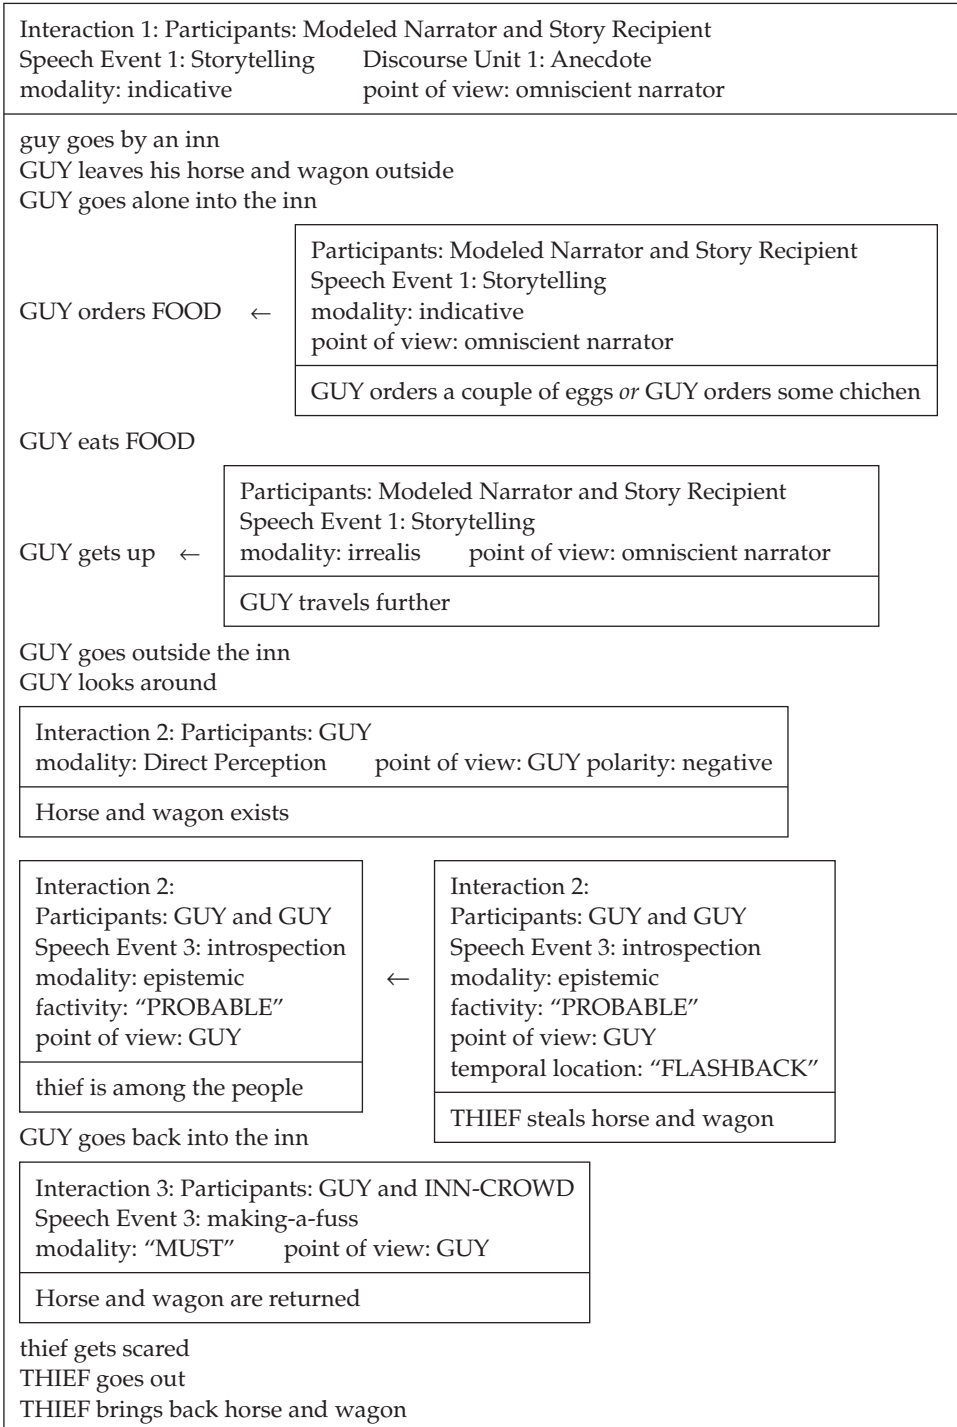 Interaction 1: Participants: Modeled Narrator and Story Recipient
Speech Event 1: Storytelling Discourse Unit 1: Anecdote
modality: indicative point of view: omniscient narrator
guy goes by an inn
GUY leaves his horse and wagon outside
GUY goes alone into the inn
GUY orders FOOD ←
Participants: Modeled Narrator and Story Recipient
Speech Event 1: Storytelling
modality: indicative
point of view: omniscient narrator
GUY orders a couple of eggs or GUY orders some chichen
GUY eats FOOD
GUY gets up ←
Participants: Modeled Narrator and Story Recipient
Speech Event 1: Storytelling
modality: irrealis point of view: omniscient narrator
GUY travels further
GUY goes outside the inn
GUY looks around
Interaction 2: Participants: GUY
modality: Direct Perception point of view: GUY polarity: negative
Horse and wagon exists
Interaction 2:
Participants: GUY and GUY
Speech Event 3: introspection
modality: epistemic
factivity: “PROBABLE”
point of view: GUY
thief is among the people
←
Interaction 2:
Participants: GUY and GUY
Speech Event 3: introspection
modality: epistemic
factivity: “PROBABLE”
point of view: GUY
temporal location: “FLASHBACK”
THIEF steals horse and wagon
GUY goes back into the inn
Interaction 3: Participants: GUY and INN-CROWD
Speech Event 3: making-a-fuss
modality: “MUST” point of view: GUY
Horse and wagon are returned
thief gets scared
THIEF goes out
THIEF brings back horse and wagon